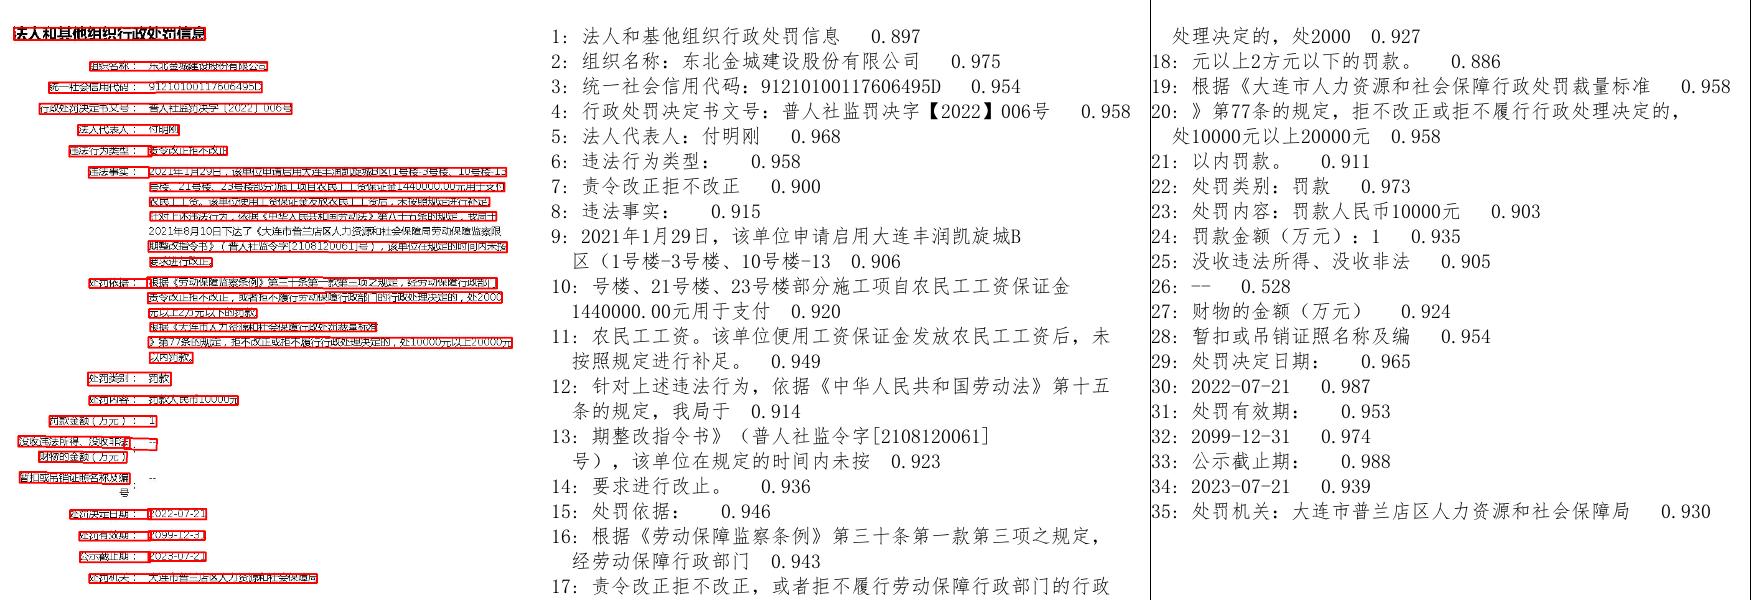 法人和其他组织行政处罚信息
组织名称： 东北金城建设股份有限公司
统一社会信用代码： 91210100117606495D
行政处罚决定书文号： 普人社监罚决字【2022】006号
法人代表人： 付明刚
违法行为类型： 责令改正拒不改正
违法事实： 2021年1月29日，该单位申请启用大连丰润凯旋城B区（1号楼-3号楼、10号楼-13
号楼、21号楼、23号楼部分）施工项目农民工工资保证金1440000.00元用于支付
农民工工资。该单位使用工资保证金发放农民工工资后，未按照规定进行补足。
针对上述违法行为，依据《中华人民共和国劳动法》第八十五条的规定，我局于
2021年8月10日下达了《大连市普兰店区人力资源和社会保障局劳动保障监察限
期整改指令书》（普人社监令字[2108120061]号），该单位在规定的时间内未按
要求进行改正。
处罚依据： 根据《劳动保障监察条例》第三十条第一款第三项之规定，经劳动保障行政部门
责令改正拒不改正，或者拒不履行劳动保障行政部门的行政处理决定的，处2000
元以上2万元以下的罚款。
根据《大连市人力资源和社会保障行政处罚裁量标准
》第77条的规定，拒不改正或拒不履行行政处理决定的，处10000元以上20000元
以内罚款。
处罚类别： 罚款
处罚内容： 罚款人民币10000元
罚款金额（万元）： 1
没收违法所得、没收非法 --
财物的金额（万元）
暂扣或吊销证照名称及编 --
号 ：
处罚决定日期： 2022-07-21
处罚有效期： 2099-12-31
公示截止期： 2023-07-21
处罚机关： 大连市普兰店区人力资源和社会保障局
1: 法人和基他组织行政处罚信息 0.897
2: 组织名称：东北金城建设股份有限公司 0.975
3: 统一社会信用代码：91210100117606495D 0.954
4: 行政处罚决定书文号：普人社监罚决字【2022】006号 0.958
5: 法人代表人：付明刚 0.968
6: 违法行为类型： 0.958
7: 责令改正拒不改正 0.900
8: 违法事实： 0.915
9: 2021年1月29日，该单位申请启用大连丰润凯旋城B
区（1号楼-3号楼、10号楼-13 0.906
10: 号楼、21号楼、23号楼部分施工项自农民工工资保证金
1440000.00元用于支付 0.920
11: 农民工工资。该单位便用工资保证金发放农民工工资后，未
按照规定进行补足。 0.949
12: 针对上述违法行为，依据《中华人民共和国劳动法》第十五
条的规定，我局于 0.914
13: 期整改指令书》（普人社监令字[2108120061]
号），该单位在规定的时间内未按 0.923
14: 要求进行改止。 0.936
15: 处罚依据： 0.946
16: 根据《劳动保障监察条例》第三十条第一款第三项之规定，
经劳动保障行政部门 0.943
17: 责令改正拒不改正，或者拒不履行劳动保障行政部门的行政
处理决定的，处2000 0.927
18: 元以上2方元以下的罚款。 0.886
19: 根据《大连市人力资源和社会保障行政处罚裁量标准 0.958
20: 》第77条的规定，拒不改正或拒不履行行政处理决定的，
处10000元以上20000元 0.958
21: 以内罚款。 0.911
22: 处罚类别：罚款 0.973
23: 处罚内容：罚款人民币10000元 0.903
24: 罚款金额（万元）：1 0.935
25: 没收违法所得、没收非法 0.905
26: -- 0.528
27: 财物的金额（万元） 0.924
28: 暂扣或吊销证照名称及编 0.954
29: 处罚决定日期： 0.965
30: 2022-07-21 0.987
31: 处罚有效期： 0.953
32: 2099-12-31 0.974
33: 公示截止期： 0.988
34: 2023-07-21 0.939
35: 处罚机关：大连市普兰店区人力资源和社会保障局 0.930